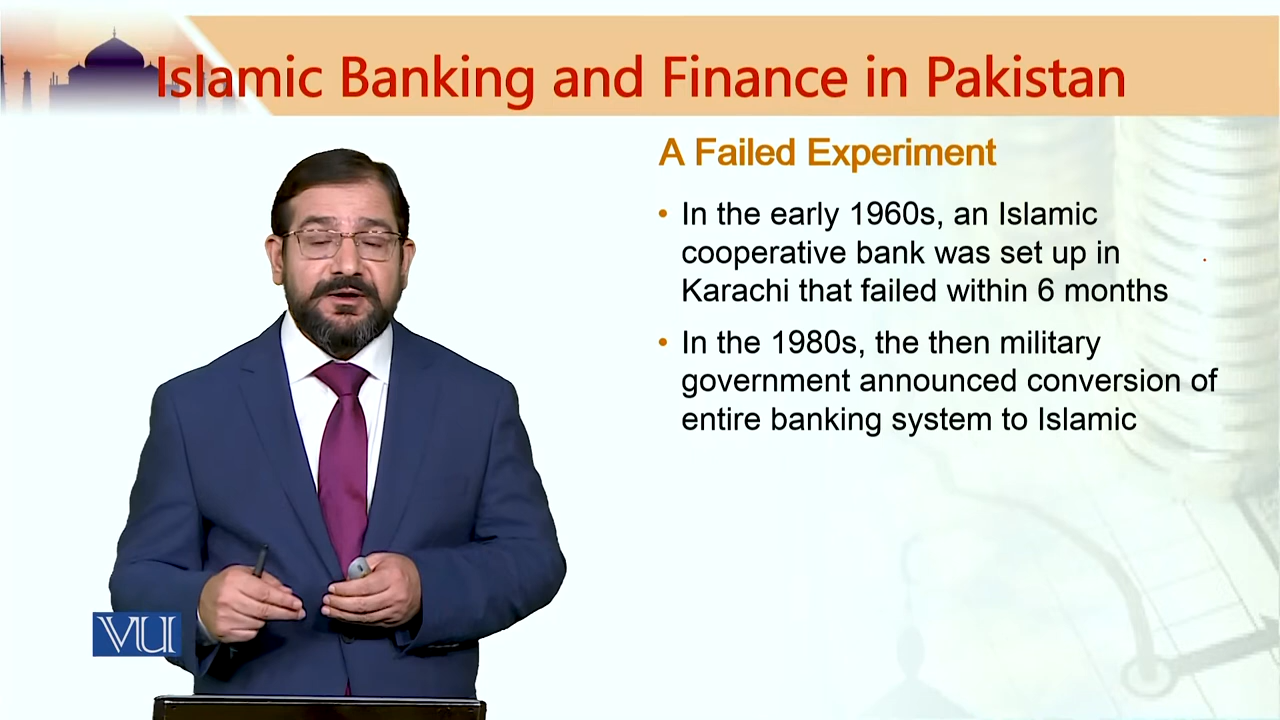 Islamic Banking and Finance in Pakistan
A Failed Experiment
• In the early 1960s, an Islamic
cooperative bank was set up in
Karachi that failed within 6 months
• In the 1980s, the then military
government announced conversion of
entire banking system to Islamic
VU